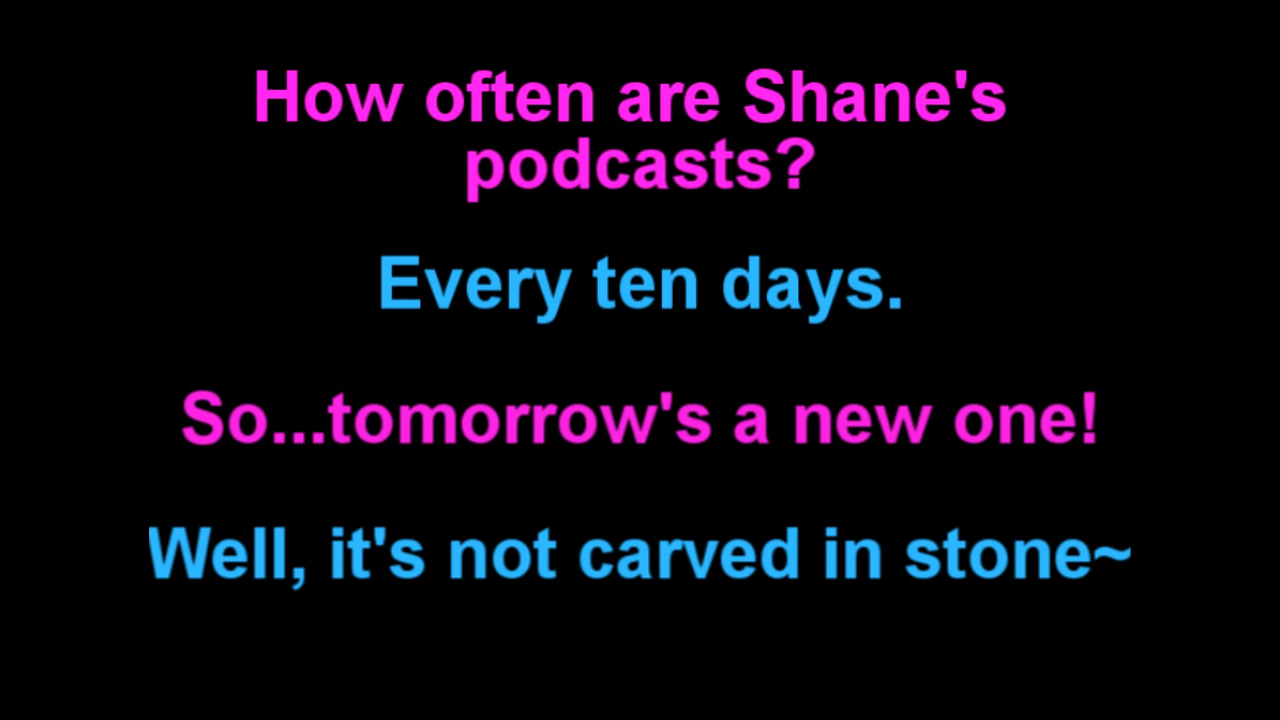 How often are Shane's
podcasts?
Every ten days.
So...tomorrow's a new one!
Well, it's not carved in stone~